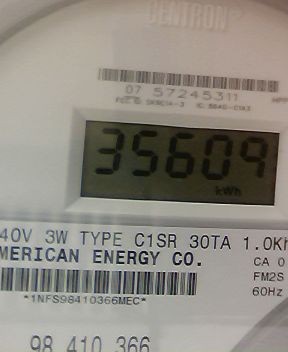 CENTRON®
07 57245311
35609
kWh
40V 3W TYPE C1SR 30TA 1.0Kh
MERICAN ENERGY CO.
CA 0
FM2S
60Hz
*1NFS98410366MEC*
98 410 366